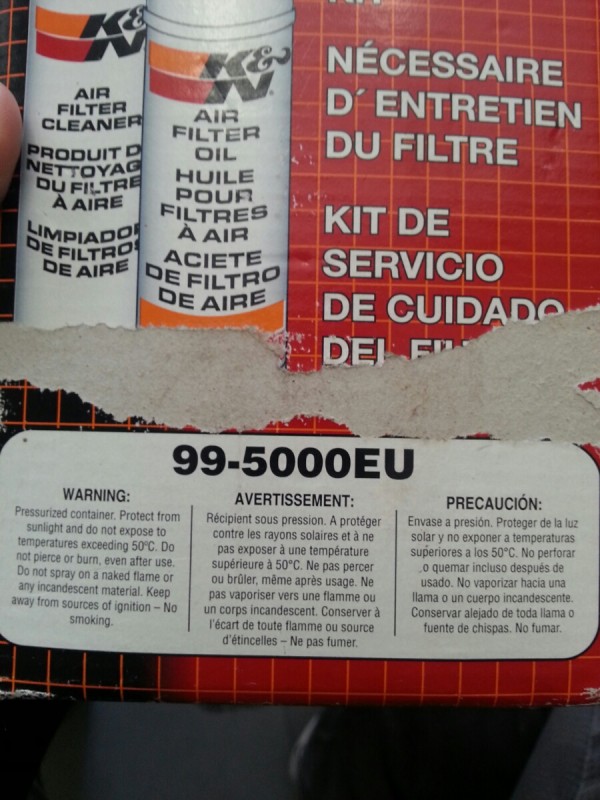 K&N
AIR
FILTER
CLEANER
PRODUIT D
NETTOYAG
DU FILTRE
À AIRE
LIMPIADOR
DE FILTROS
DE AIRE
K&N
AIR
FILTER
OIL
HUILE
POUR
FILTRES
À AIR
ACIETE
DE FILTRO
DE AIRE
KIT
NÉCESSAIRE
D´ ENTRETIEN
DU FILTRE
KIT DE
SERVICIO
DE CUIDADO
DEL
99-5000EU
WARNING:
Pressurized container. Protect from
sunlight and do not expose to
temperatures exceeding 50ºC. Do
not pierce or burn, even after use.
Do not spray on a naked flame or
any incandescent material. Keep
away from sources of ignition – No
smoking.
AVERTISSEMENT:
Récipient sous pression. A protéger
contre les rayons solaires et à ne
pas exposer à une température
supérieure à 50°C. Ne pas percer
ou brûler, même après usage. Ne
pas vaporiser vers une flamme ou
un corps incandescent. Conserver à
l'écart de toute flamme ou source
d'étincelles – Ne pas fumer.
PRECAUCIÓN:
Envase a presión. Proteger de la luz
solar y no exponer a temperaturas
superiores a los 50°C. No perforar
o quemar incluso después de
usado. No vaporizar hacia una
llama o un cuerpo incandescente.
Conservar alejado de toda llama o
fuente de chispas. No fumar.